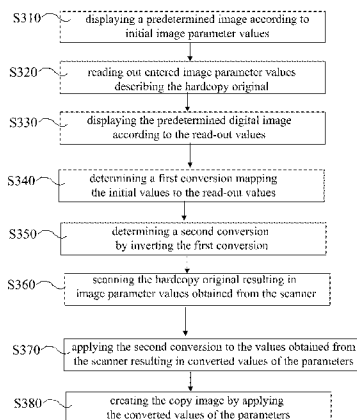 S310
displaying a predetermined image according to
initial image parameter values
S320
reading out entered image parameter values
describing the hardcopy original
S330
displaying the predetermined digital image
according to the read-out values
S340
determining a first conversion mapping
the initial values to the read-out values
S350
determining a second conversion
by inverting the first conversion
S360
scanning the hardcopy original resulting in
image parameter values obtained from the scanner
S370
applying the second conversion to the values obtained from
the scanner resulting in converted values of the parameters
S380
creating the copy image by applying
the converted values of the parameters